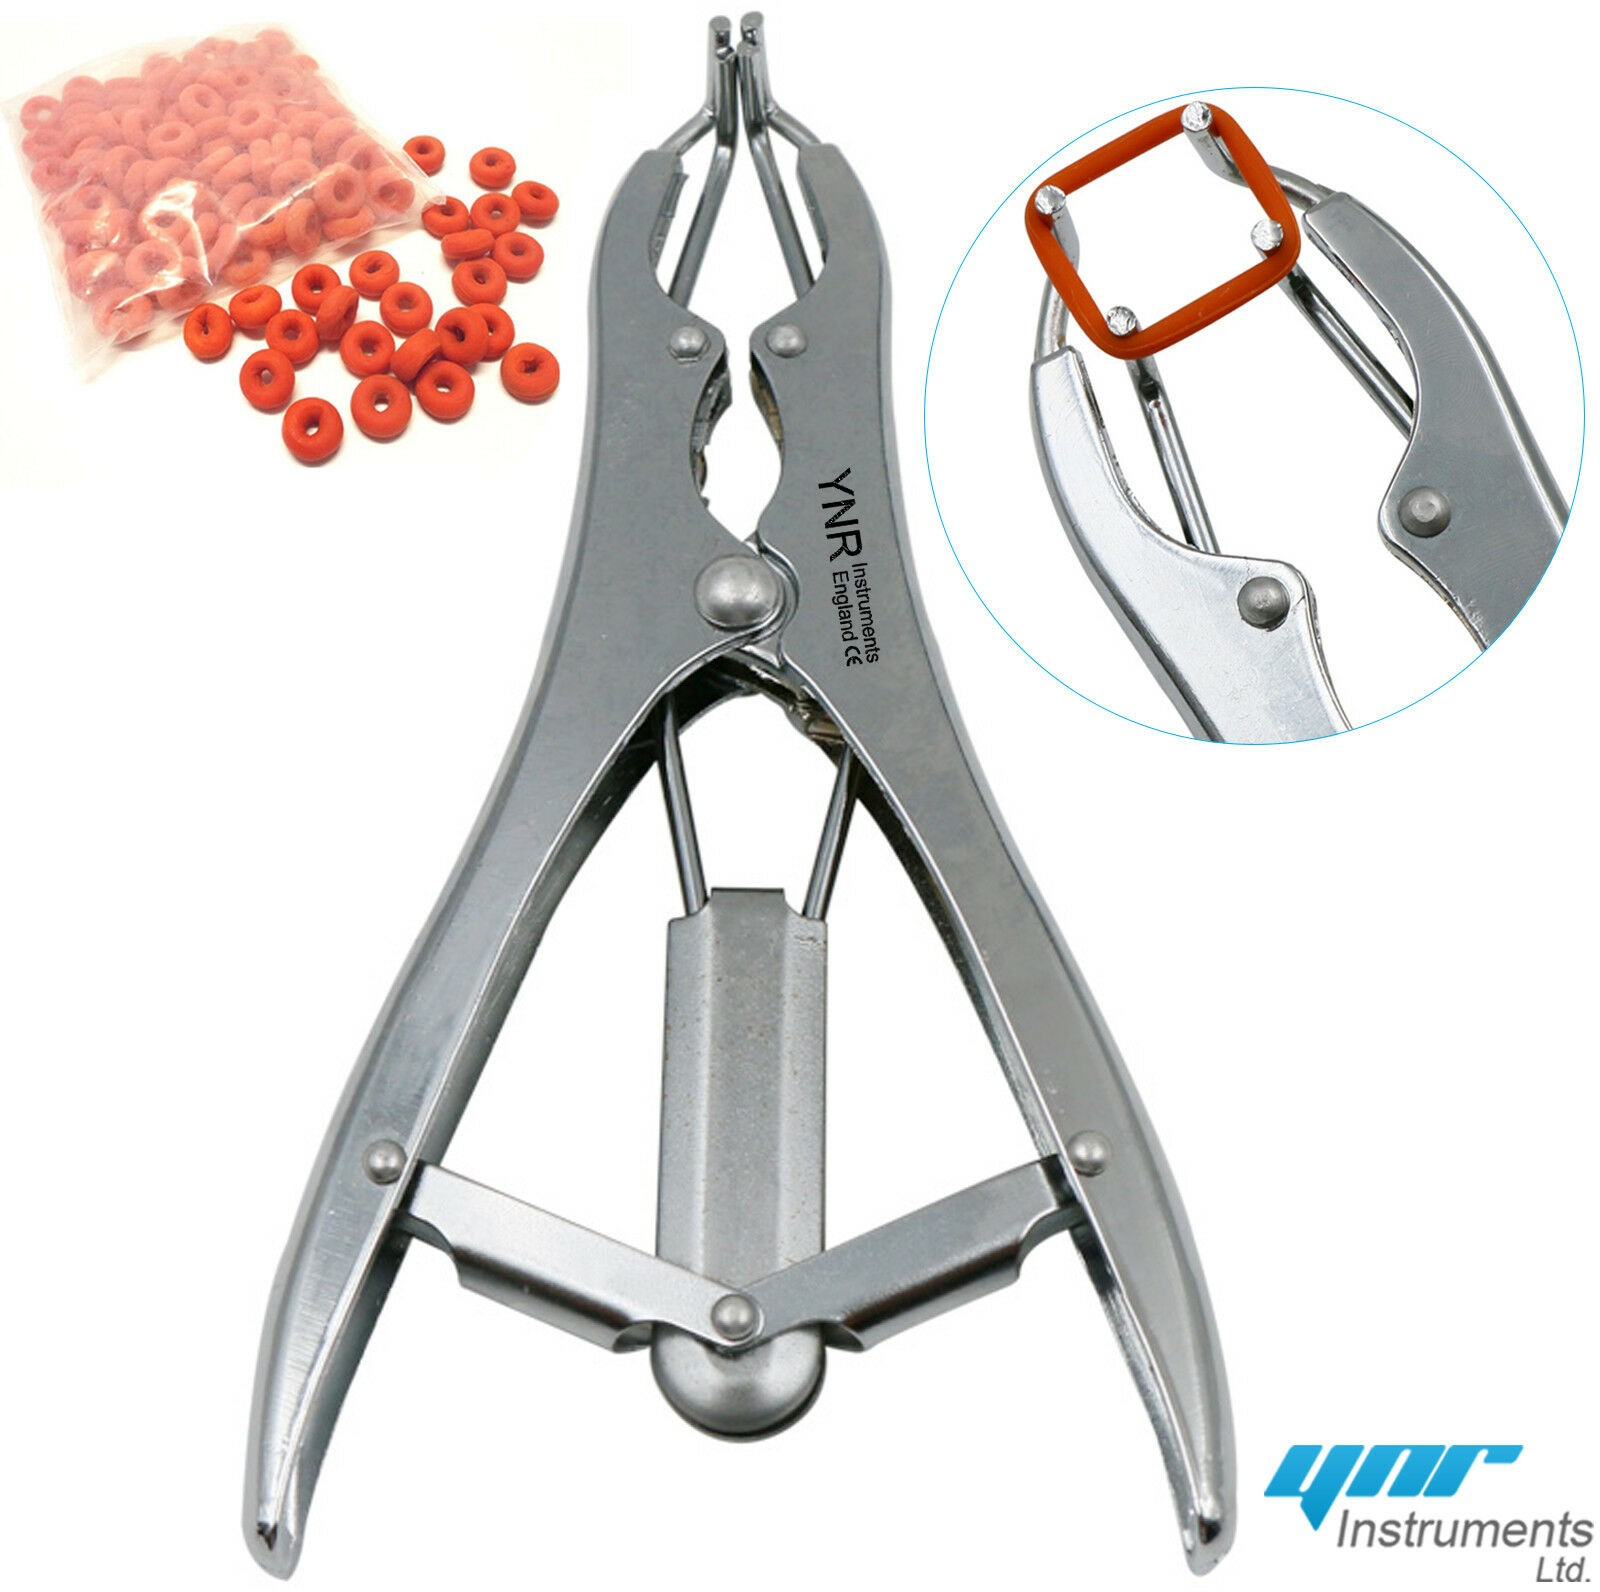 YNR Instruments
England CE
ynr
Instruments
Ltd.